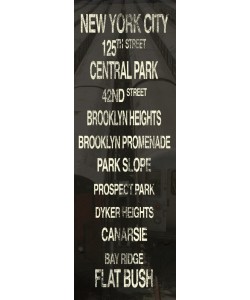 NEW YORK CITY
125TH STREET
CENTRAL PARK
42ND STREET
BROOKLYN HEIGHTS
BROOKLYN PROMENADE
PARK SLOPE
PROSPECT PARK
DYKER HEIGHTS
CANARSIE
BAY RIDGE
FLAT BUSH